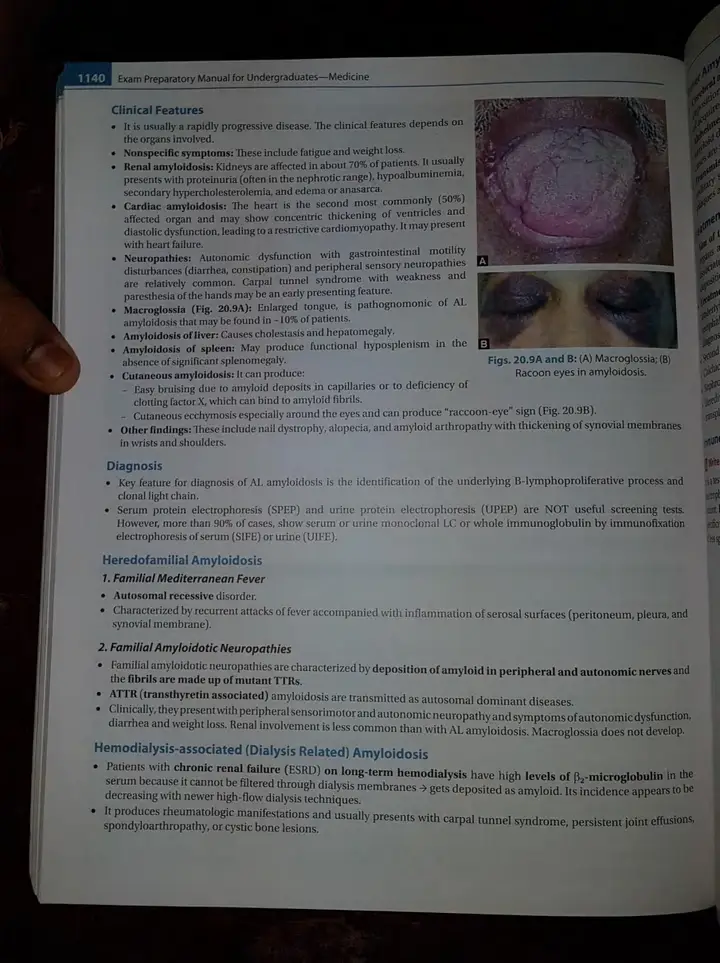 1140 Exam Preparatory Manual for Undergraduates—Medicine
Clinical Features
• It is usually a rapidly progressive disease. The clinical features depends on
the organs involved.
• Nonspecific symptoms: These include fatigue and weight loss.
• Renal amyloidosis: Kidneys are affected in about 70% of patients. It usually
presents with proteinuria (often in the nephrotic range), hypoalbuminemia,
secondary hypercholesterolemia, and edema or anasarca.
• Cardiac amyloidosis: The heart is the second most commonly (50%)
affected organ and may show concentric thickening of ventricles and
diastolic dysfunction, leading to a restrictive cardiomyopathy. It may present
with heart failure.
• Neuropathies: Autonomic dysfunction with gastrointestinal motility
disturbances (diarrhea, constipation) and peripheral sensory neuropathies
are relatively common. Carpal tunnel syndrome with weakness and
paresthesia of the hands may be an early presenting feature.
• Macroglossia (Fig. 20.9A): Enlarged tongue, is pathognomonic of AL
amyloidosis that may be found in ~10% of patients.
• Amyloidosis of liver: Causes cholestasis and hepatomegaly.
• Amyloidosis of spleen: May produce functional hyposplenism in the
absence of significant splenomegaly.
• Cutaneous amyloidosis: It can produce:
– Easy bruising due to amyloid deposits in capillaries or to deficiency of
clotting factor X, which can bind to amyloid fibrils.
– Cutaneous ecchymosis especially around the eyes and can produce "raccoon-eye" sign (Fig. 20.9B).
• Other findings: These include nail dystrophy, alopecia, and amyloid arthropathy with thickening of synovial membranes
in wrists and shoulders.
A
B
Figs. 20.9A and B: (A) Macroglossia; (B)
Racoon eyes in amyloidosis.
Diagnosis
• Key feature for diagnosis of AL amyloidosis is the identification of the underlying B-lymphoproliferative process and
clonal light chain.
• Serum protein electrophoresis (SPEP) and urine protein electrophoresis (UPEP) are NOT useful screening tests.
However, more than 90% of cases, show serum or urine monoclonal LC or whole immunoglobulin by immunofixation
electrophoresis of serum (SIFE) or urine (UIFE).
Heredofamilial Amyloidosis
1. Familial Mediterranean Fever
• Autosomal recessive disorder.
• Characterized by recurrent attacks of fever accompanied with inflammation of serosal surfaces (peritoneum, pleura, and
synovial membrane).
2. Familial Amyloidotic Neuropathies
• Familial amyloidotic neuropathies are characterized by deposition of amyloid in peripheral and autonomic nerves and
the fibrils are made up of mutant TTRs.
• ATTR (transthyretin associated) amyloidosis are transmitted as autosomal dominant diseases.
• Clinically, they present with peripheral sensorimotor and autonomic neuropathy and symptoms of autonomic dysfunction,
diarrhea and weight loss. Renal involvement is less common than with AL amyloidosis. Macroglossia does not develop.
Hemodialysis-associated (Dialysis Related) Amyloidosis
• Patients with chronic renal failure (ESRD) on long-term hemodialysis have high levels of β₂-microglobulin in the
serum because it cannot be filtered through dialysis membranes → gets deposited as amyloid. Its incidence appears to be
decreasing with newer high-flow dialysis techniques.
• It produces rheumatologic manifestations and usually presents with carpal tunnel syndrome, persistent joint effusions,
spondyloarthropathy, or cystic bone lesions.